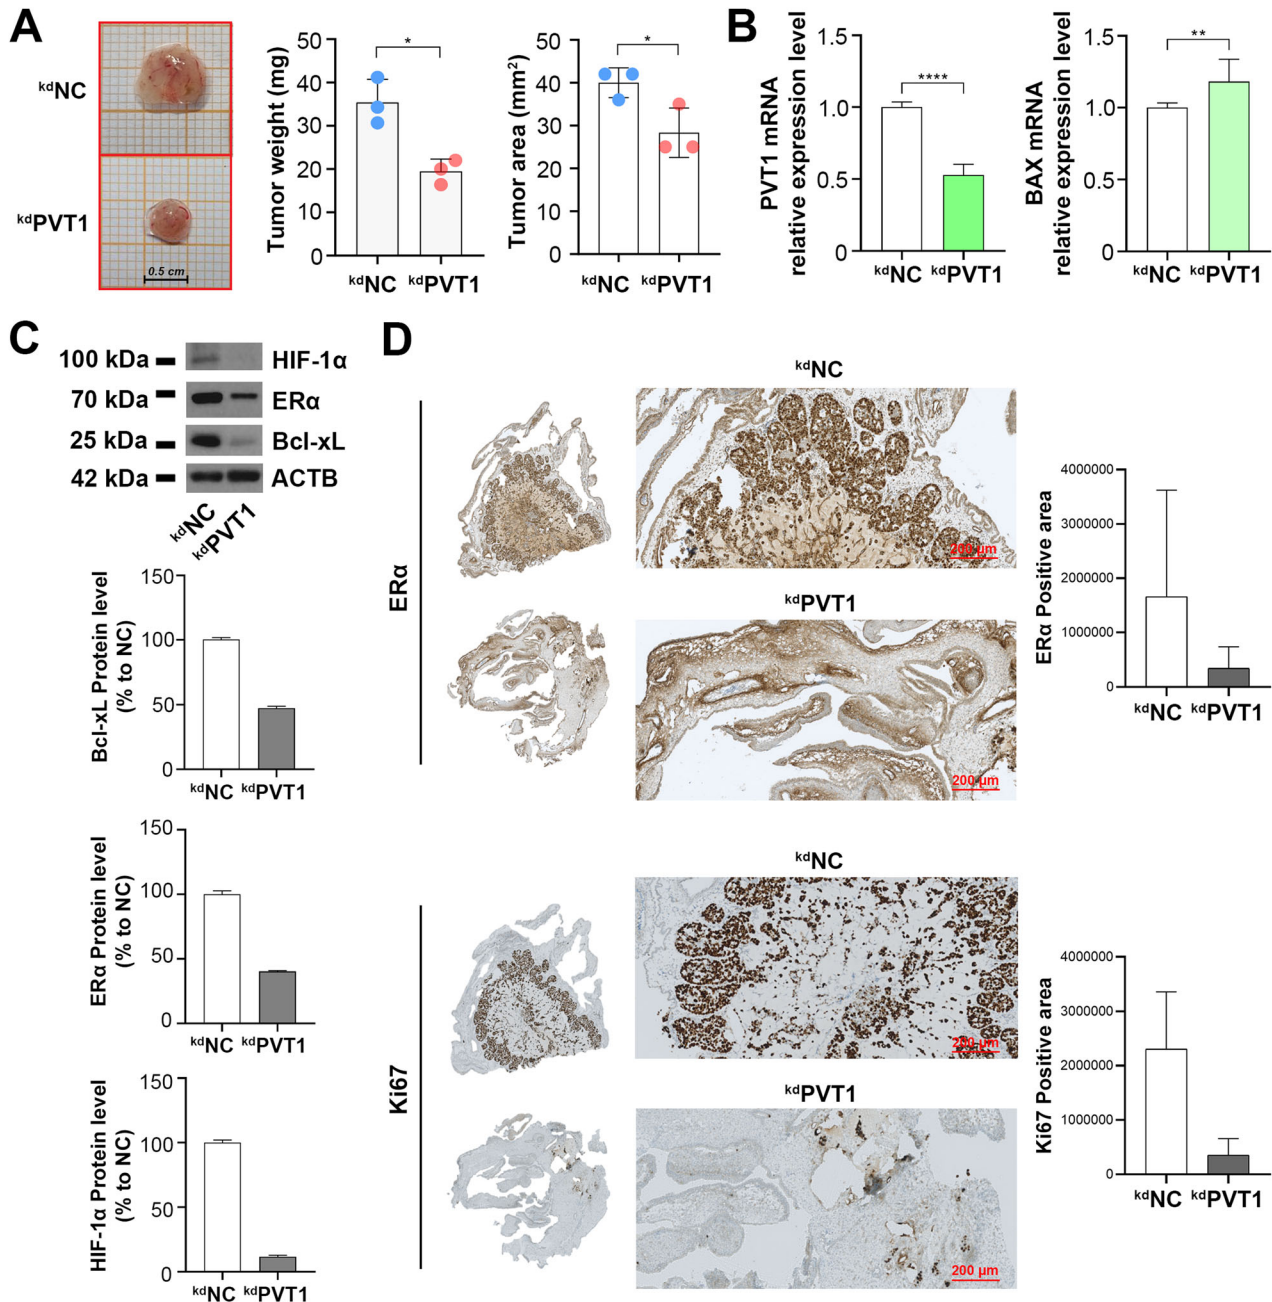 A
kdNC
kdPVT1
0.5 cm
Tumor weight (mg)
50
40
30
20
10
0
*
kdNC kdPVT1
Tumor area (mm²)
50
40
30
20
10
0
*
kdNC kdPVT1
B
PVT1 mRNA
relative expression level
1.5
1.0
0.5
0
****
kdNC kdPVT1
BAX mRNA
relative expression level
1.5
1.0
0.5
0
**
kdNC kdPVT1
C
100 kDa HIF-1α
70 kDa ERα
25 kDa Bcl-xL
42 kDa ACTB
kdNC
kdPVT1
Bcl-xL Protein level
(% to NC)
150
100
50
0
kdNC kdPVT1
ERα Protein level
(% to NC)
150
100
50
0
kdNC kdPVT1
HIF-1α Protein level
(% to NC)
150
100
50
0
kdNC kdPVT1
D
ERα
kdNC
200 µm
kdPVT1
200 µm
ERα Positive area
4000000
3000000
2000000
1000000
0
kdNC kdPVT1
Ki67
kdNC
200 µm
kdPVT1
200 µm
Ki67 Positive area
4000000
3000000
2000000
1000000
0
kdNC kdPVT1